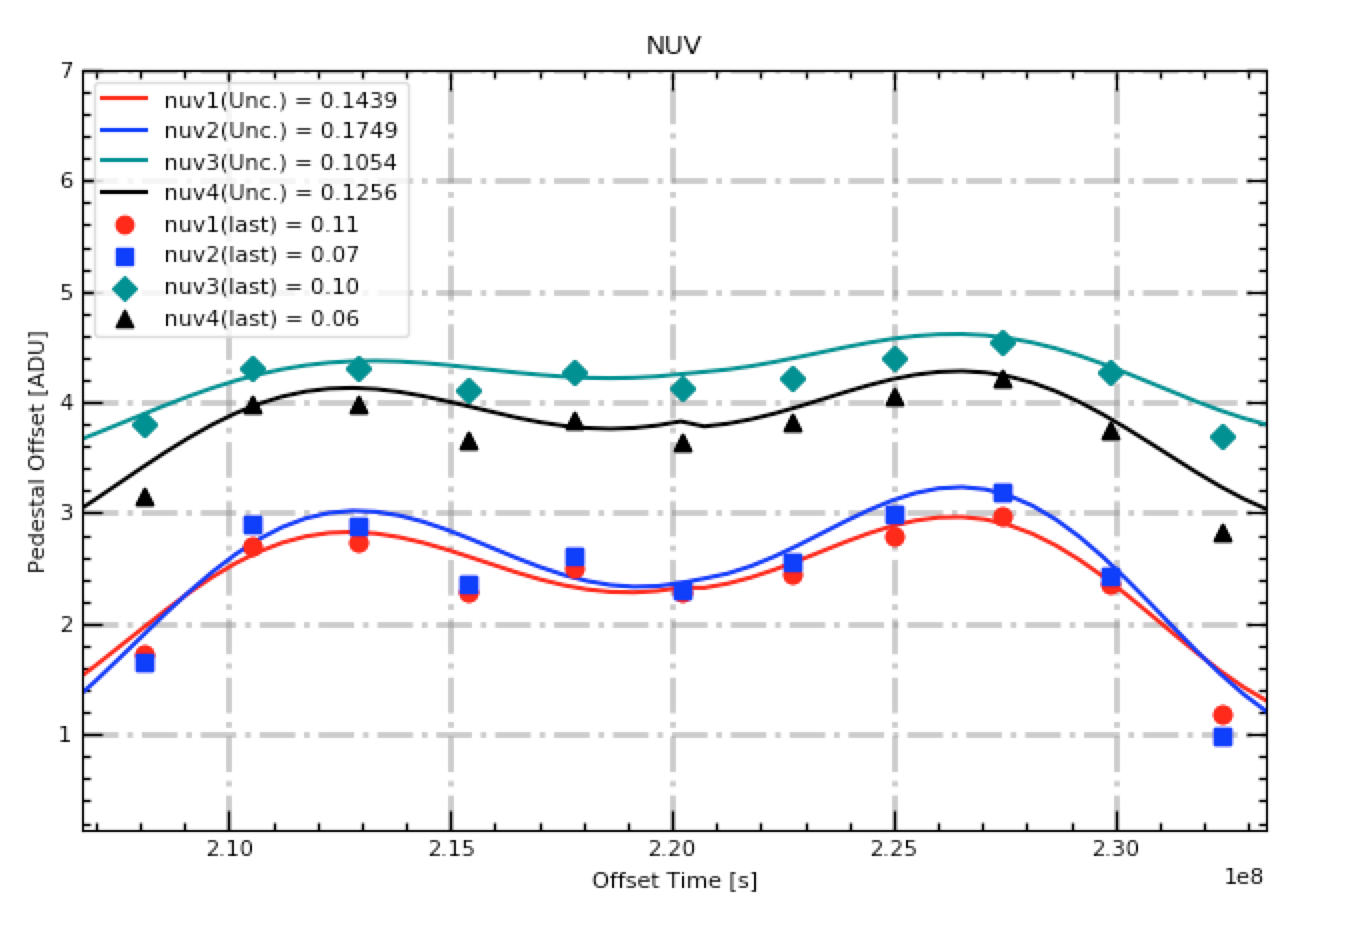 NUV
7
6
5
4
3
2
1
Pedestal Offset [ADU]
nuv1(Unc.) = 0.1439
nuv2(Unc.) = 0.1749
nuv3(Unc.) = 0.1054
nuv4(Unc.) = 0.1256
nuv1(last) = 0.11
nuv2(last) = 0.07
nuv3(last) = 0.10
nuv4(last) = 0.06
2.10 2.15 2.20 2.25 2.30
Offset Time [s]
1e8